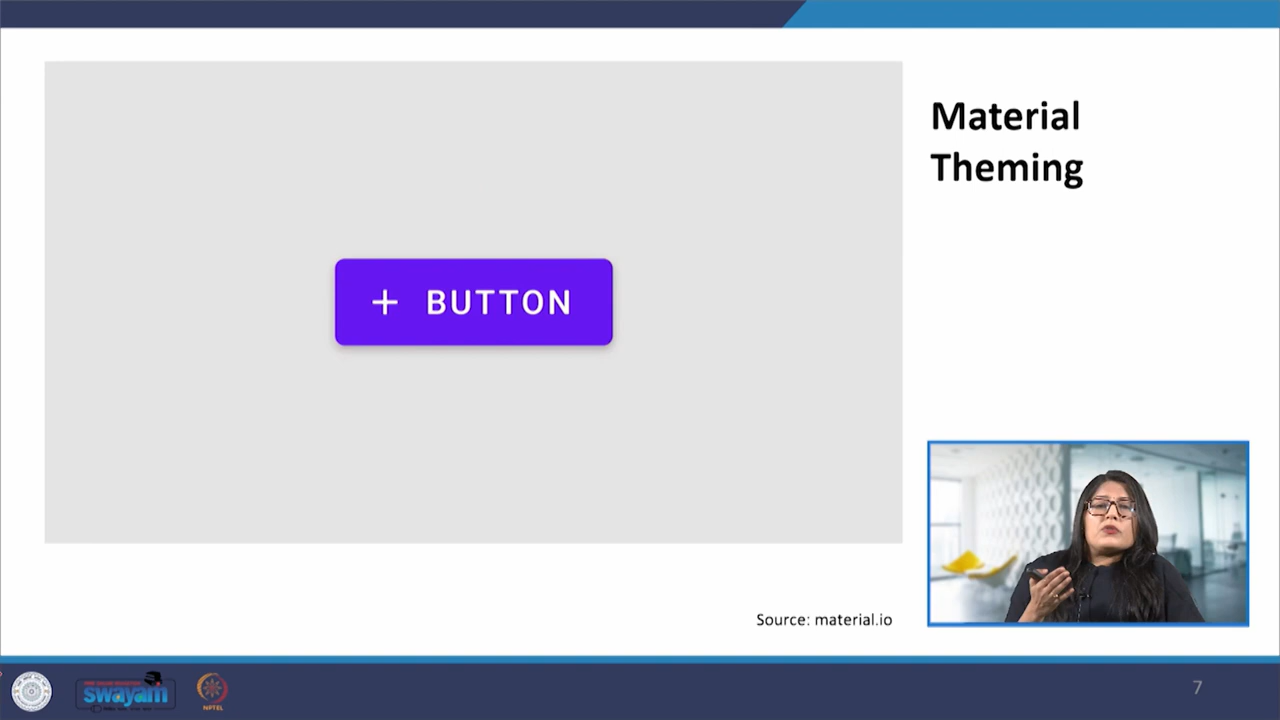 Material
Theming
+ BUTTON
Source: material.io
swayam
NPTEL
7